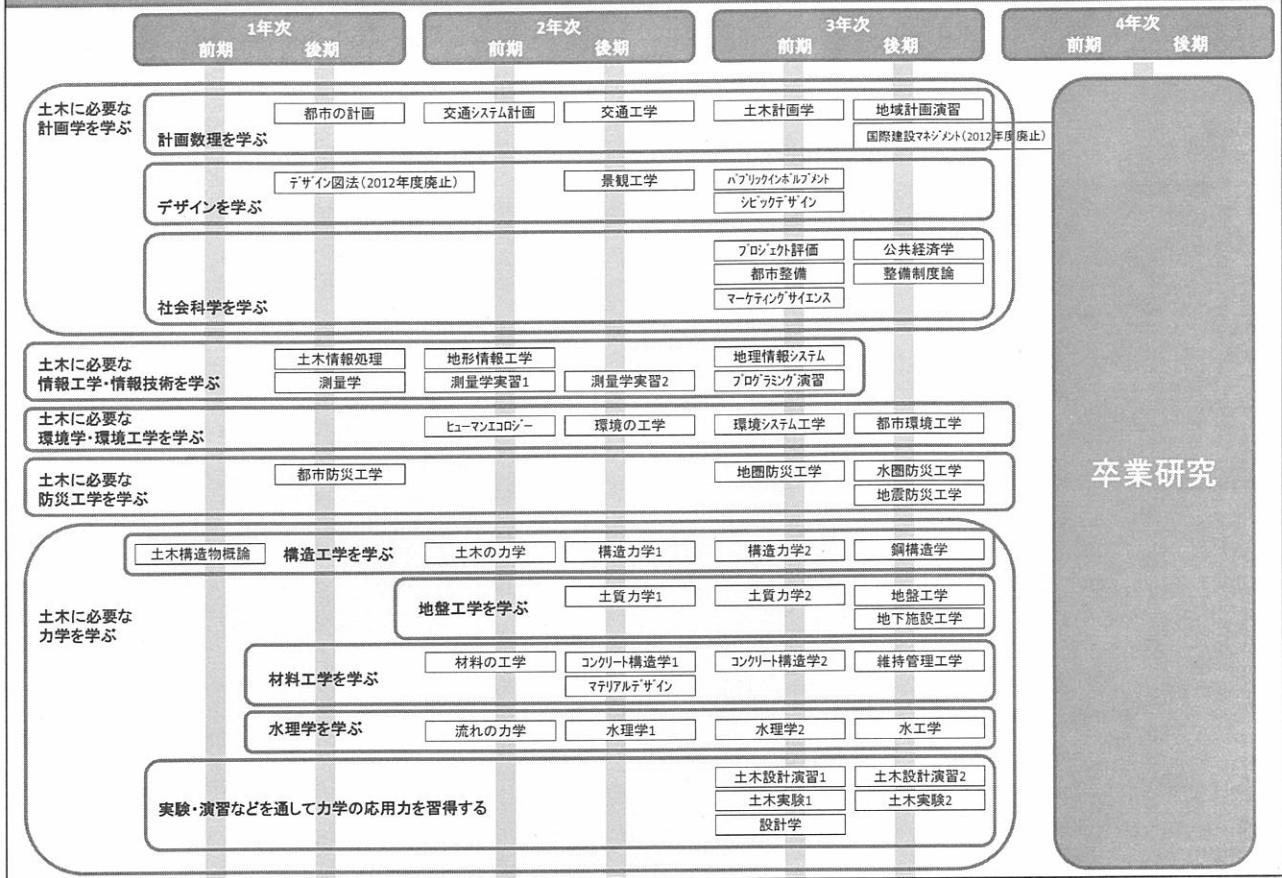 1年次
前期 後期
2年次
前期 後期
3年次
前期 後期
4年次
前期 後期
土木に必要な
計画学を学ぶ
計画数理を学ぶ
都市の計画
交通システム計画
交通工学
土木計画学
地域計画演習
国際建設マネジメント(2012年度廃止)
デザインを学ぶ
デザイン図法(2012年度廃止)
景観工学
パブリックインボルブメント
シビックデザイン
社会科学を学ぶ
プロジェクト評価
公共経済学
都市整備
整備制度論
マーケティングサイエンス
土木に必要な
情報工学・情報技術を学ぶ
土木情報処理
地形情報工学
地理情報システム
測量学
測量学実習1
測量学実習2
プログラミング演習
土木に必要な
環境学・環境工学を学ぶ
ヒューマンエコロジー
環境の工学
環境システム工学
都市環境工学
土木に必要な
防災工学を学ぶ
都市防災工学
地圏防災工学
水圏防災工学
地震防災工学
卒業研究
土木に必要な
力学を学ぶ
土木構造物概論
構造工学を学ぶ
土木の力学
構造力学1
構造力学2
鋼構造学
地盤工学を学ぶ
土質力学1
土質力学2
地盤工学
地下施設工学
材料工学を学ぶ
材料の工学
コンクリート構造学1
コンクリート構造学2
維持管理工学
マテリアルデザイン
水理学を学ぶ
流れの力学
水理学1
水理学2
水工学
実験・演習などを通して力学の応用力を習得する
土木設計演習1
土木設計演習2
土木実験1
土木実験2
設計学